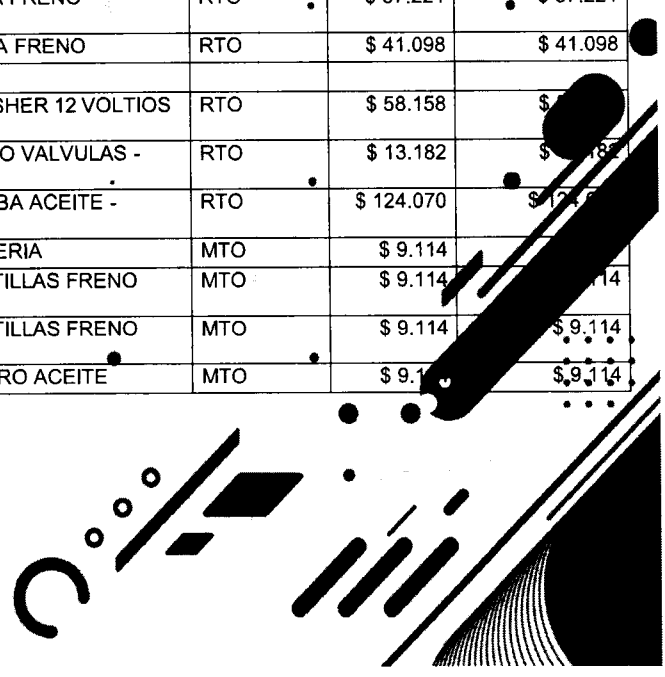 RTO
A FRENO RTO $ 41.098 $ 41.098
SHER 12 VOLTIOS RTO $ 58.158 $
O VALVULAS - RTO $ 13.182 $
BA ACEITE - RTO $ 124.070 $
ERIA MTO $ 9.114
TILLAS FRENO MTO $ 9.114
TILLAS FRENO MTO $ 9.114 $ 9.114
RO ACEITE MTO $ 9.114